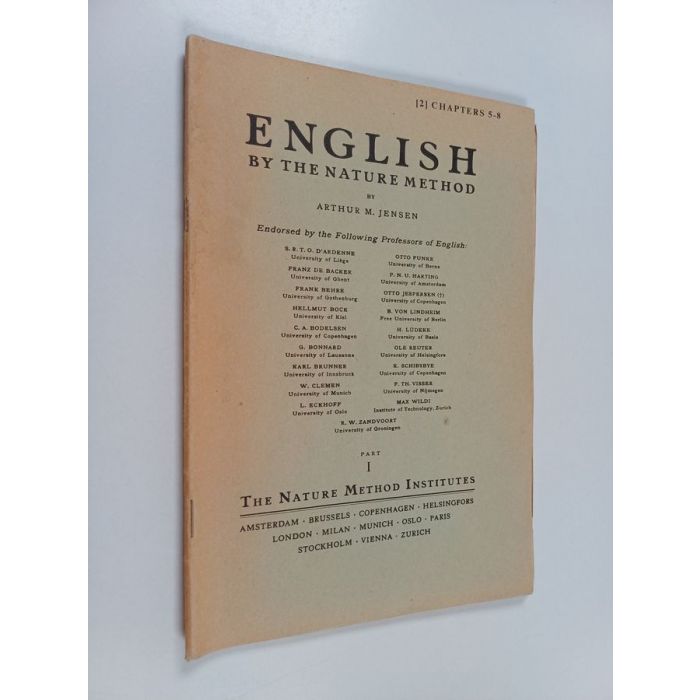 [2] CHAPTERS 5-8
ENGLISH
BY THE NATURE METHOD
BY
ARTHUR M. JENSEN
Endorsed by the Following Professors of English:
S. R. T. O. D'ARDENNE
University of Liège
FRANZ DE BACKER
University of Ghent
FRANK BEHRE
University of Gothenburg
HELLMUT BOCK
University of Kiel
C. A. BODELSEN
University of Copenhagen
G. BONNARD
University of Lausanne
KARL BRUNNER
University of Innsbruck
W. CLEMEN
University of Munich
L. ECKHOFF
University of Oslo
OTTO FUNKE
University of Berne
P. N. U. HARTING
University of Amsterdam
OTTO JESPERSEN (†)
University of Copenhagen
B. VON LINDHEIM
Free University of Berlin
H. LÜDEKE
University of Basle
OLE REUTER
University of Helsingfors
K. SCHIBSBYE
University of Copenhagen
F. TH. VISSER
University of Nijmegen
MAX WILDI
Institute of Technology, Zurich
R. W. ZANDVOORT
University of Groningen
PART
I
THE NATURE METHOD INSTITUTES
AMSTERDAM · BRUSSELS · COPENHAGEN · HELSINGFORS
LONDON · MILAN · MUNICH · OSLO · PARIS
STOCKHOLM · VIENNA · ZURICH